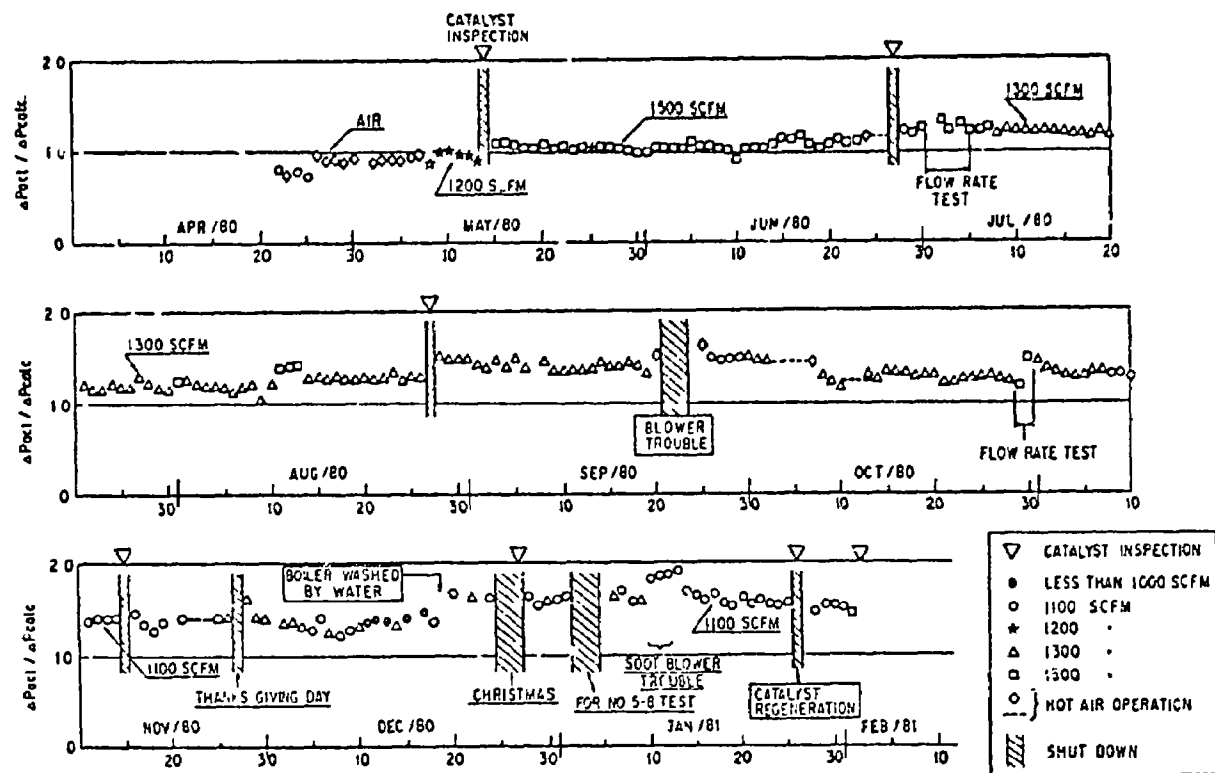 CATALYST
INSPECTION
ΔPact / ΔPcalc.
2 0
1 0
0
AIR
1200 S_FM
1500 SCFM
1300 SCFM
FLOW RATE
TEST
APR/80
MAY/80
JUN/80
JUL/80
10 20 30 10 20 30 10 20 30 10 20
ΔPact / ΔPcalc
2 0
1 0
0
1300 SCFM
BLOWER
TROUBLE
FLOW RATE TEST
AUG/80
SEP/80
OCT/80
30 10 20 30 10 20 30 10 20 30 10
ΔPact / ΔPcalc
2 0
1 0
0
BOILER WASHED
BY WATER
1100 SCFM
THANKS GIVING DAY
CHRISTMAS
FOR NO 5-8 TEST
SOOT BLOWER
TROUBLE
1100 SCFM
CATALYST
REGENERATION
NOV/80
DEC/80
JAN/81
FEB/81
20 30 10 20 30 10 20 30 10
CATALYST INSPECTION
LESS THAN 1000 SCFM
1100 SCFM
1200 "
1300 "
1500 "
HOT AIR OPERATION
SHUT DOWN